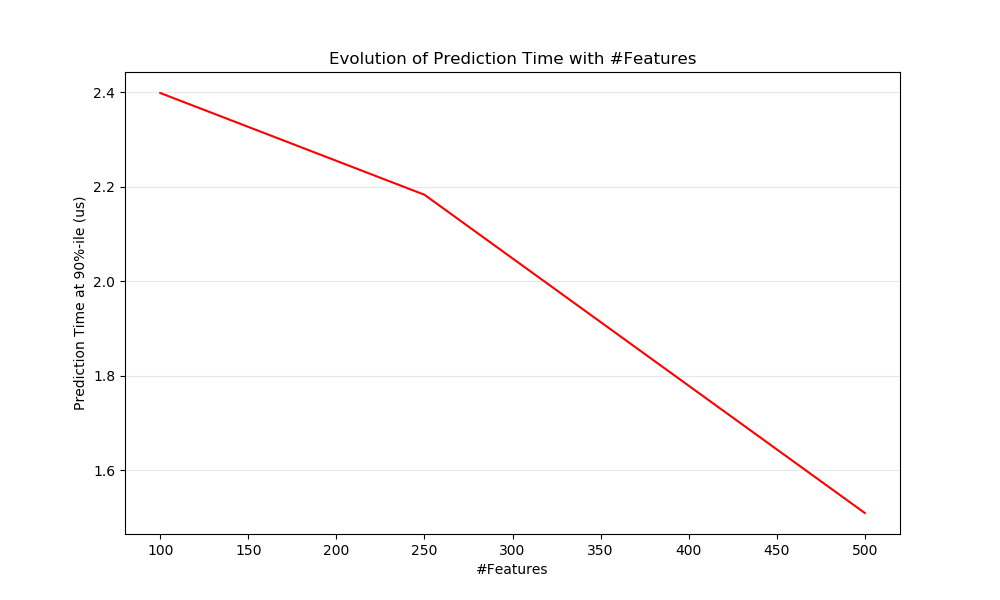 Evolution of Prediction Time with #Features
Prediction Time at 90%-ile (us)
2.4
2.2
2.0
1.8
1.6
100 150 200 250 300 350 400 450 500
#Features